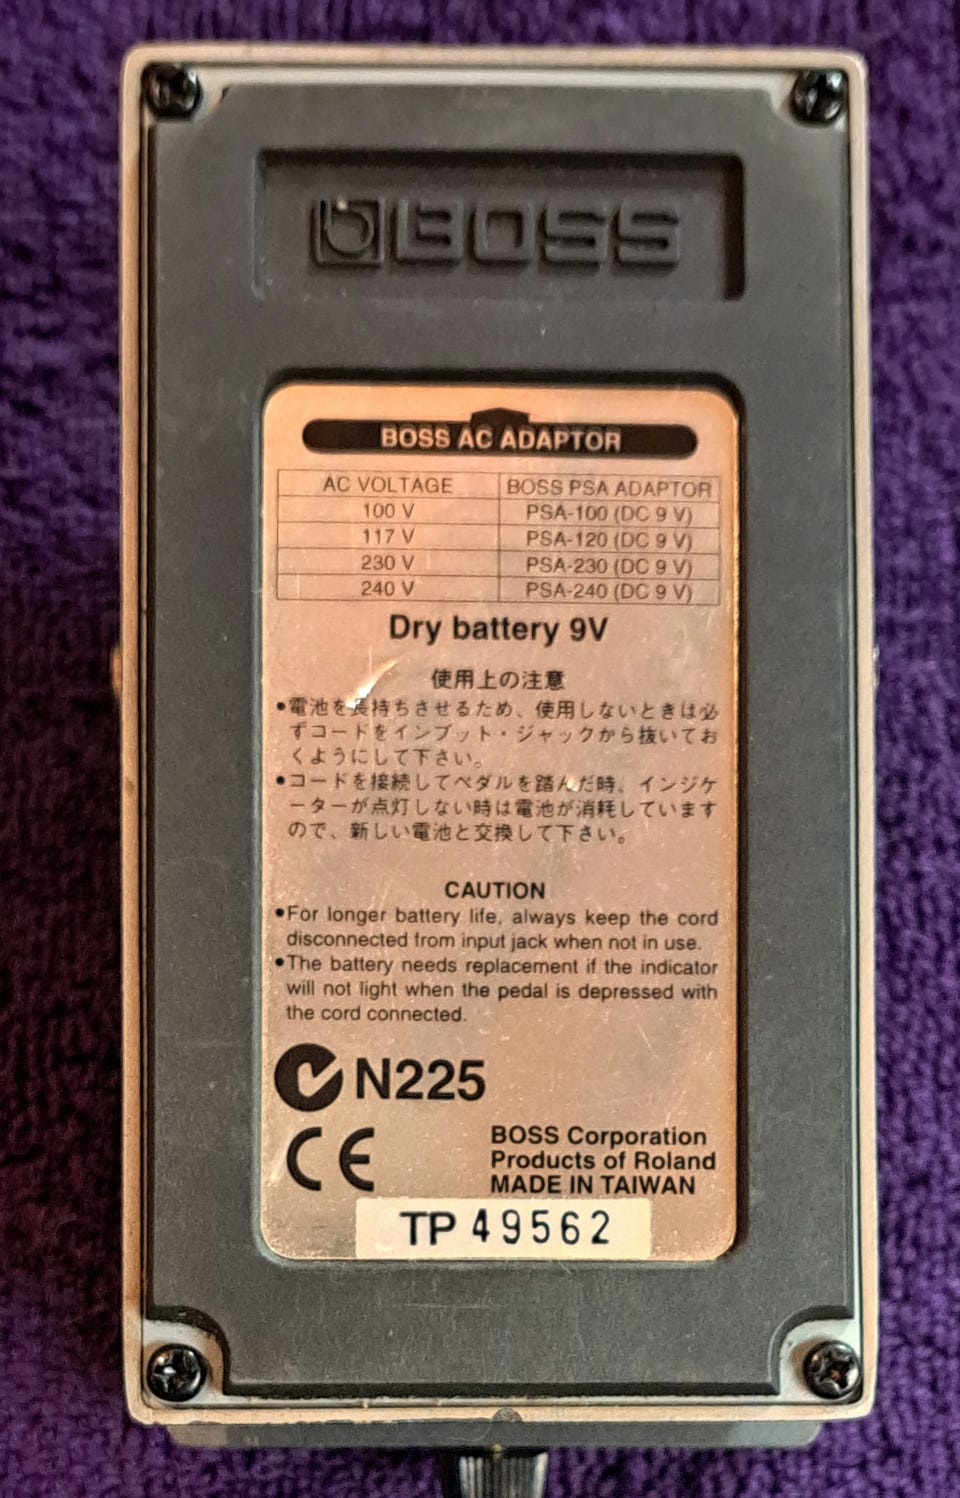 BOSS
BOSS AC ADAPTOR
AC VOLTAGE BOSS PSA ADAPTOR
100 V PSA-100 (DC 9 V)
117 V PSA-120 (DC 9 V)
230 V PSA-230 (DC 9 V)
240 V PSA-240 (DC 9 V)
Dry battery 9V
使用上の注意
●電池を長持ちさせるため、使用しないときは必
ずコードをインプット・ジャックから抜いてお
くようにして下さい。
●コードを接続してペダルを踏んだ時、インジケ
ーターが点灯しない時は電池が消耗しています
ので、新しい電池と交換して下さい。
CAUTION
●For longer battery life, always keep the cord
disconnected from input jack when not in use.
●The battery needs replacement if the indicator
will not light when the pedal is depressed with
the cord connected.
N225
CE
BOSS Corporation
Products of Roland
MADE IN TAIWAN
TP 49562